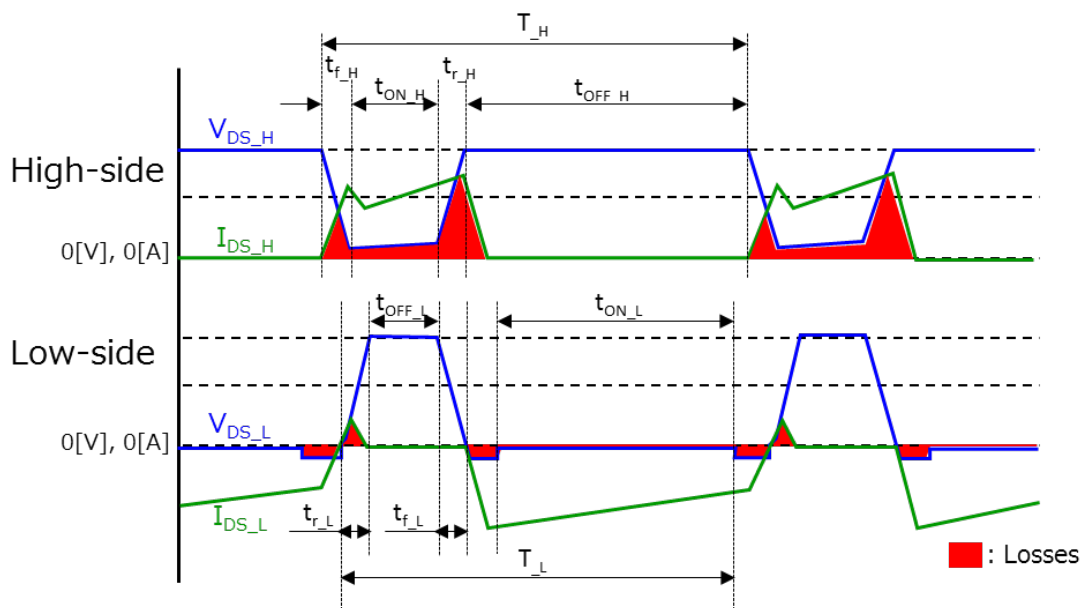 T_H
t_f_H
t_ON_H
t_r_H
t_OFF_H
V_DS_H
High-side
I_DS_H
0[V], 0[A]
t_OFF_L
t_ON_L
Low-side
V_DS_L
0[V], 0[A]
I_DS_L
t_r_L
t_f_L
T_L
: Losses